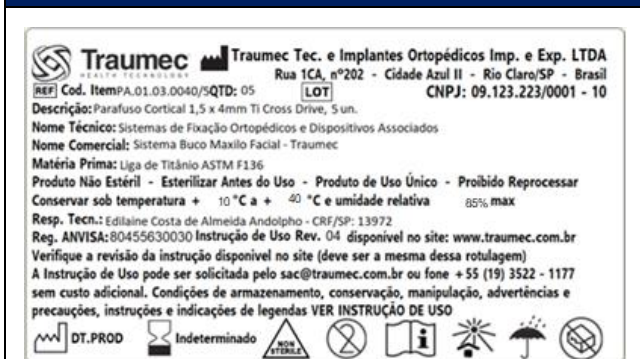 Traumec
HEALTH TECHNOLOGY
Traumec Tec. e Implantes Ortopédicos Imp. e Exp. LTDA
Rua 1CA, nº202 - Cidade Azul II - Rio Claro/SP - Brasil
REF Cod. ItemPA.01.03.0040/5QTD: 05 LOT CNPJ: 09.123.223/0001 - 10
Descrição:Parafuso Cortical 1,5 x 4mm Ti Cross Drive, 5 un.
Nome Técnico: Sistemas de Fixação Ortopédicos e Dispositivos Associados
Nome Comercial: Sistema Buco Maxilo Facial - Traumec
Matéria Prima: Liga de Titânio ASTM F136
Produto Não Estéril - Esterilizar Antes do Uso - Produto de Uso Único - Proibido Reprocessar
Conservar sob temperatura + 10 °C a + 40 °C e umidade relativa 85% max
Resp. Tecn.: Edilaine Costa de Almeida Andolpho - CRF/SP: 13972
Reg. ANVISA:80455630030 Instrução de Uso Rev. 04 disponível no site: www.traumec.com.br
Verifique a revisão da instrução disponivel no site (deve ser a mesma dessa rotulagem)
A Instrução de Uso pode ser solicitada pelo sac@traumec.com.br ou fone +55 (19) 3522 - 1177
sem custo adicional. Condições de armazenamento, conservação, manipulação, advertências e
precauções, instruções e indicações de legendas VER INSTRUÇÃO DE USO
DT.PROD Indeterminado NON STERILE 2 i